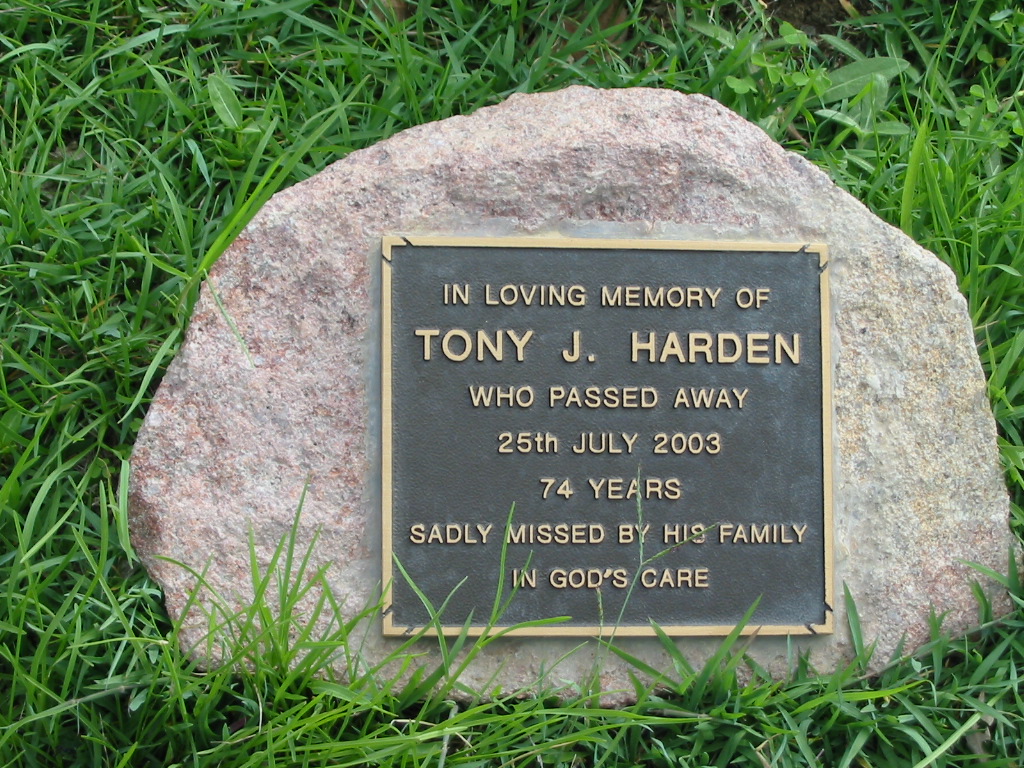 IN LOVING MEMORY OF
TONY J. HARDEN
WHO PASSED AWAY
25th JULY 2003
74 YEARS
SADLY MISSED BY HIS FAMILY
IN GOD'S CARE